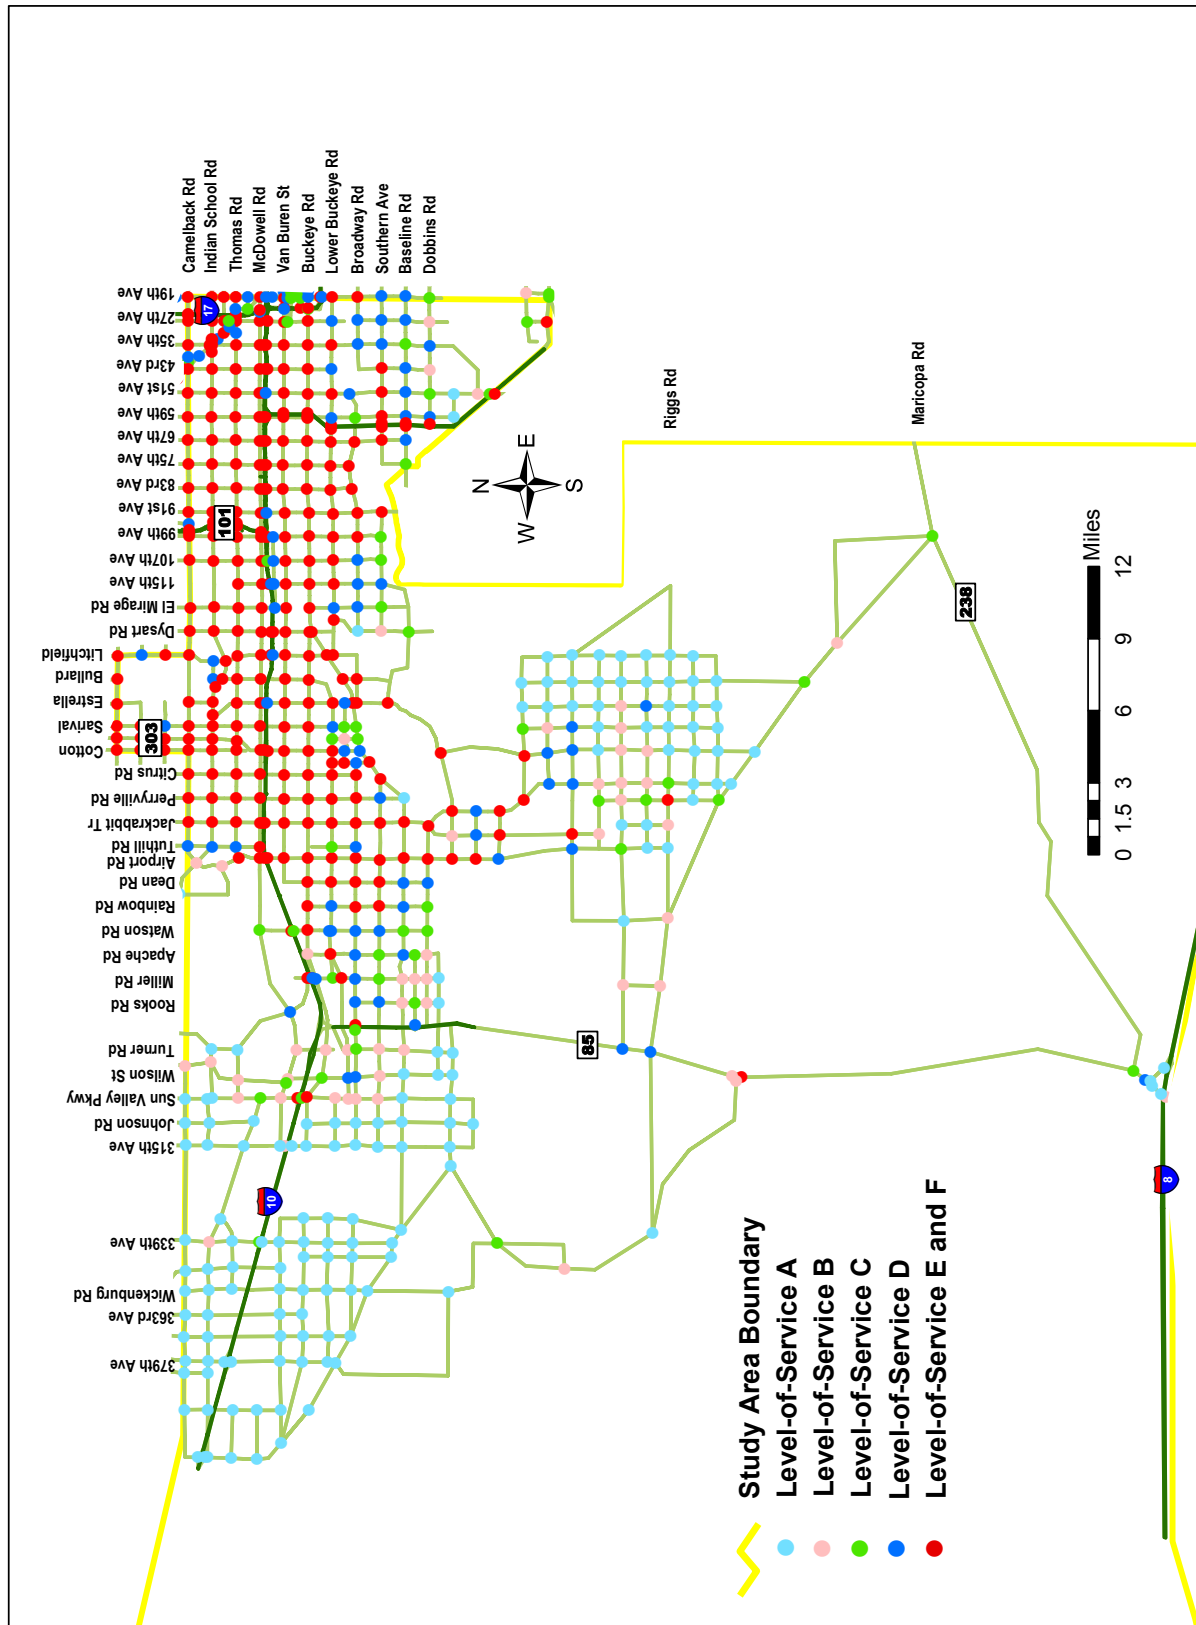 Camelback Rd
Indian School Rd
Thomas Rd
McDowell Rd
Van Buren St
Buckeye Rd
Lower Buckeye Rd
Broadway Rd
Southern Ave
Baseline Rd
Dobbins Rd
19th Ave
27th Ave
35th Ave
43rd Ave
51st Ave
59th Ave
67th Ave
75th Ave
83rd Ave
91st Ave
99th Ave
107th Ave
115th Ave
El Mirage Rd
Dysart Rd
Litchfield
Bullard
Estrella
Sarival
Cotton
Citrus Rd
Perryville Rd
Jackrabbit Tr
Tuthill Rd
Airport Rd
Dean Rd
Rainbow Rd
Watson Rd
Apache Rd
Miller Rd
Rooks Rd
Turner Rd
Wilson St
Sun Valley Pkwy
Johnson Rd
315th Ave
339th Ave
Wickenburg Rd
363rd Ave
379th Ave
17
101
303
10
85
238
8
Riggs Rd
Maricopa Rd
N
E
S
W
0 1.5 3 6 9 12
Miles
Study Area Boundary
Level-of-Service A
Level-of-Service B
Level-of-Service C
Level-of-Service D
Level-of-Service E and F